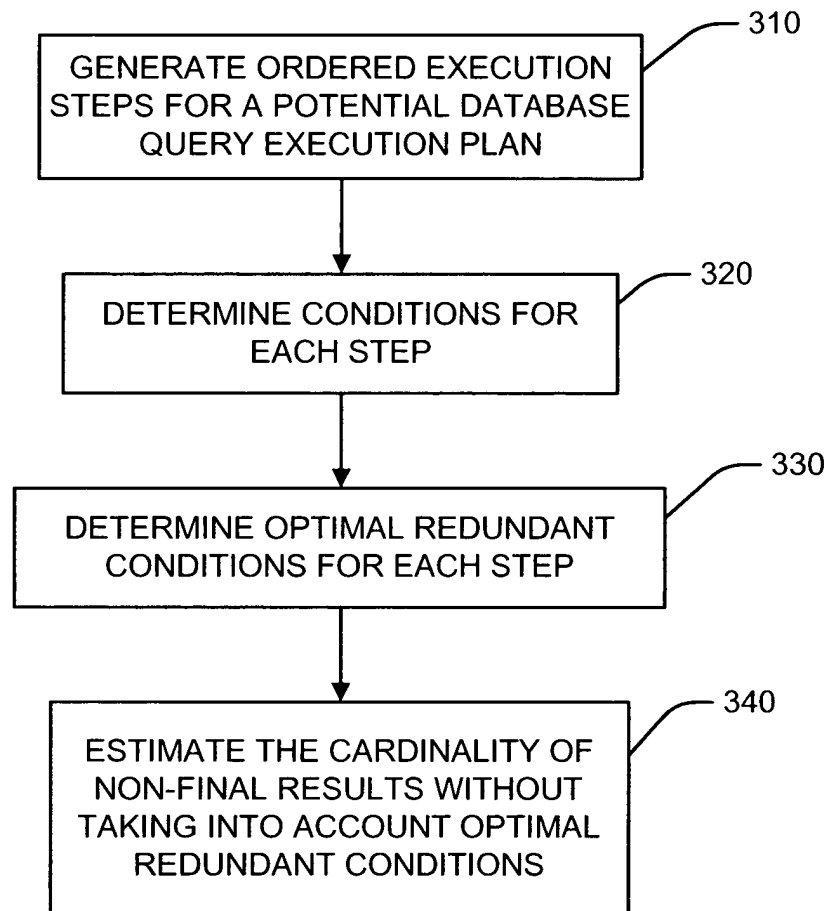 310
GENERATE ORDERED EXECUTION
STEPS FOR A POTENTIAL DATABASE
QUERY EXECUTION PLAN
320
DETERMINE CONDITIONS FOR
EACH STEP
330
DETERMINE OPTIMAL REDUNDANT
CONDITIONS FOR EACH STEP
340
ESTIMATE THE CARDINALITY OF
NON-FINAL RESULTS WITHOUT
TAKING INTO ACCOUNT OPTIMAL
REDUNDANT CONDITIONS